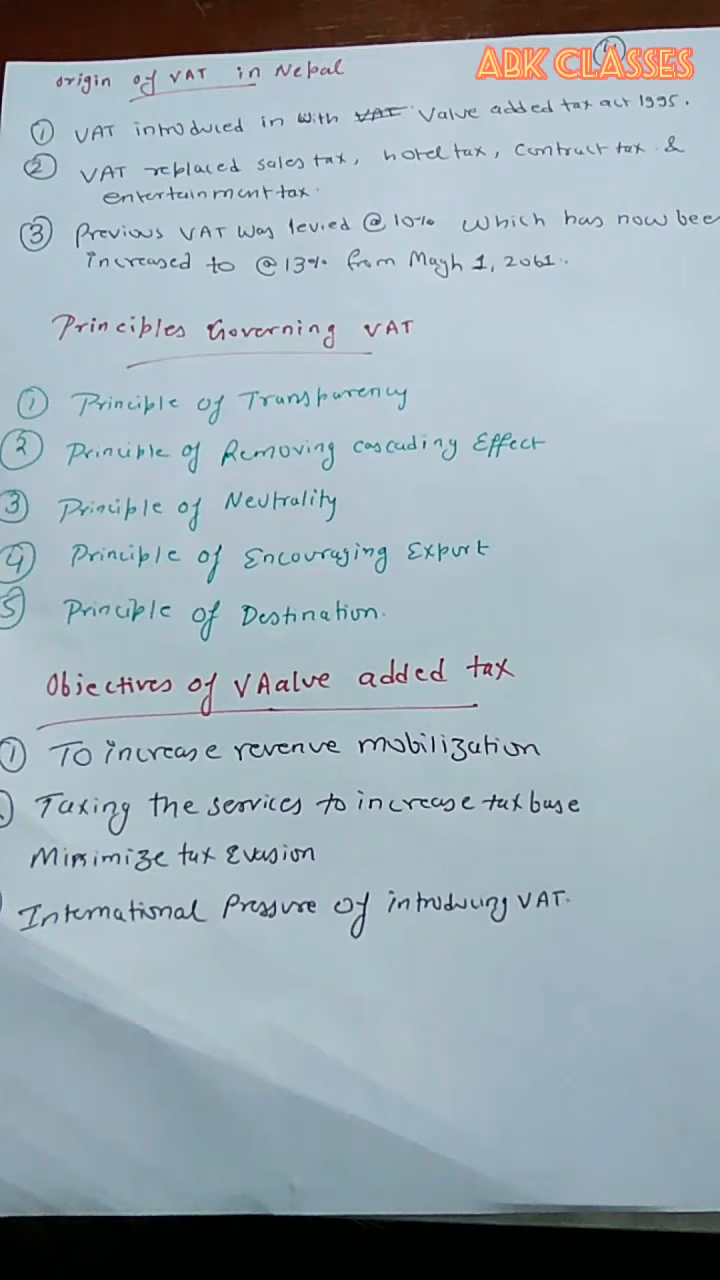 ABK CLASSES
Origin of VAT in Nepal
① VAT introduced in with VAT Value added tax act 1995.
② VAT replaced sales tax, hotel tax, contract tax &
entertainment tax.
③ Previous VAT was levied @ 10% which has now been
increased to @ 13% from Magh 1, 2061.
Principles Governing VAT
① Principle of Transparency
② Principle of Removing cascading Effect
③ Principle of Neutrality
④ Principle of Encouraging Export
⑤ Principle of Destination.
Objectives of VAalve added tax
① To increase revenue mobilization
Taxing the services to increase tax base
Minimize tax Evasion
International Pressure of introducing VAT.